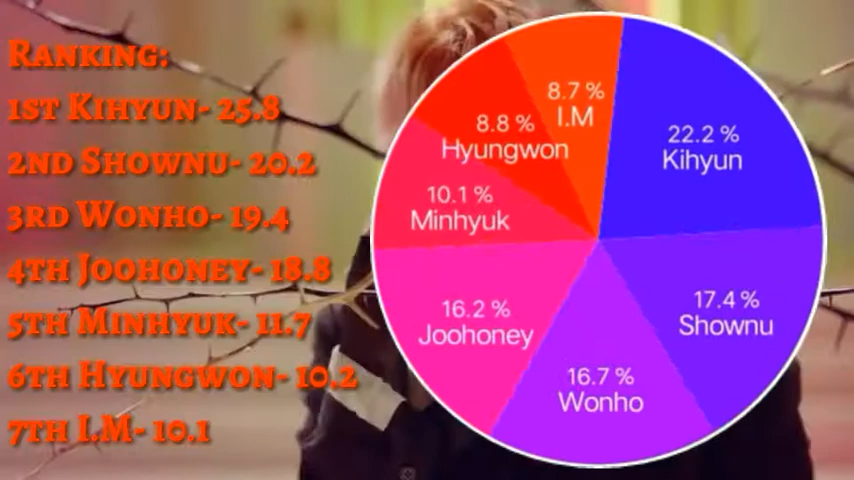 Ranking:
1st Kihyun- 25.8
2nd Shownu- 20.2
3rd Wonho- 19.4
4th Joohoney- 18.8
5th Minhyuk- 11.7
6th Hyungwon- 10.2
7th I.M- 10.1
8.7 %
I.M
22.2 %
Kihyun
8.8 %
Hyungwon
10.1 %
Minhyuk
16.2 %
Joohoney
17.4 %
Shownu
16.7 %
Wonho